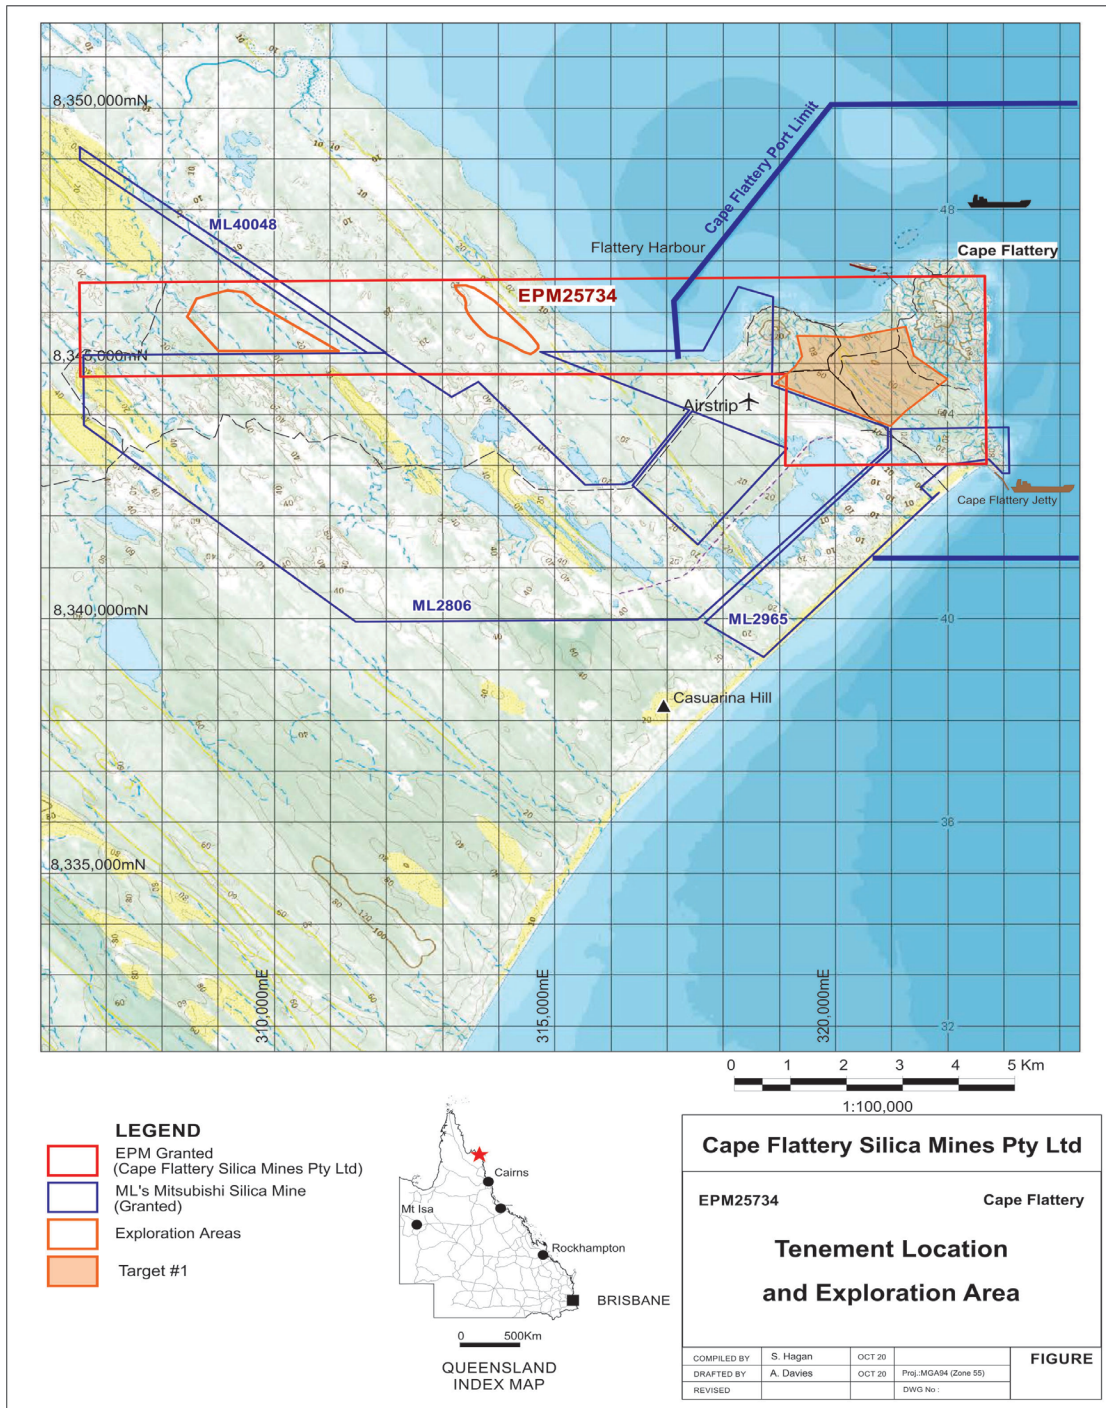 8,350,000mN
Cape Flattery Port Limit
48
ML40048
Flattery Harbour
Cape Flattery
EPM25734
8,345,000mN
Airstrip
44
Cape Flattery Jetty
ML2806
8,340,000mN
ML2965
40
Casuarina Hill
36
8,335,000mN
310,000mE
315,000mE
320,000mE
32
0 1 2 3 4 5 Km
1:100,000
LEGEND
EPM Granted
(Cape Flattery Silica Mines Pty Ltd)
ML's Mitsubishi Silica Mine
(Granted)
Exploration Areas
Target #1
Cairns
Mt Isa
Rockhampton
BRISBANE
0 500Km
QUEENSLAND
INDEX MAP
Cape Flattery Silica Mines Pty Ltd
EPM25734 Cape Flattery
Tenement Location
and Exploration Area
COMPILED BY S. Hagan OCT 20
DRAFTED BY A. Davies OCT 20 Proj.:MGA94 (Zone 55)
REVISED DWG No :
FIGURE